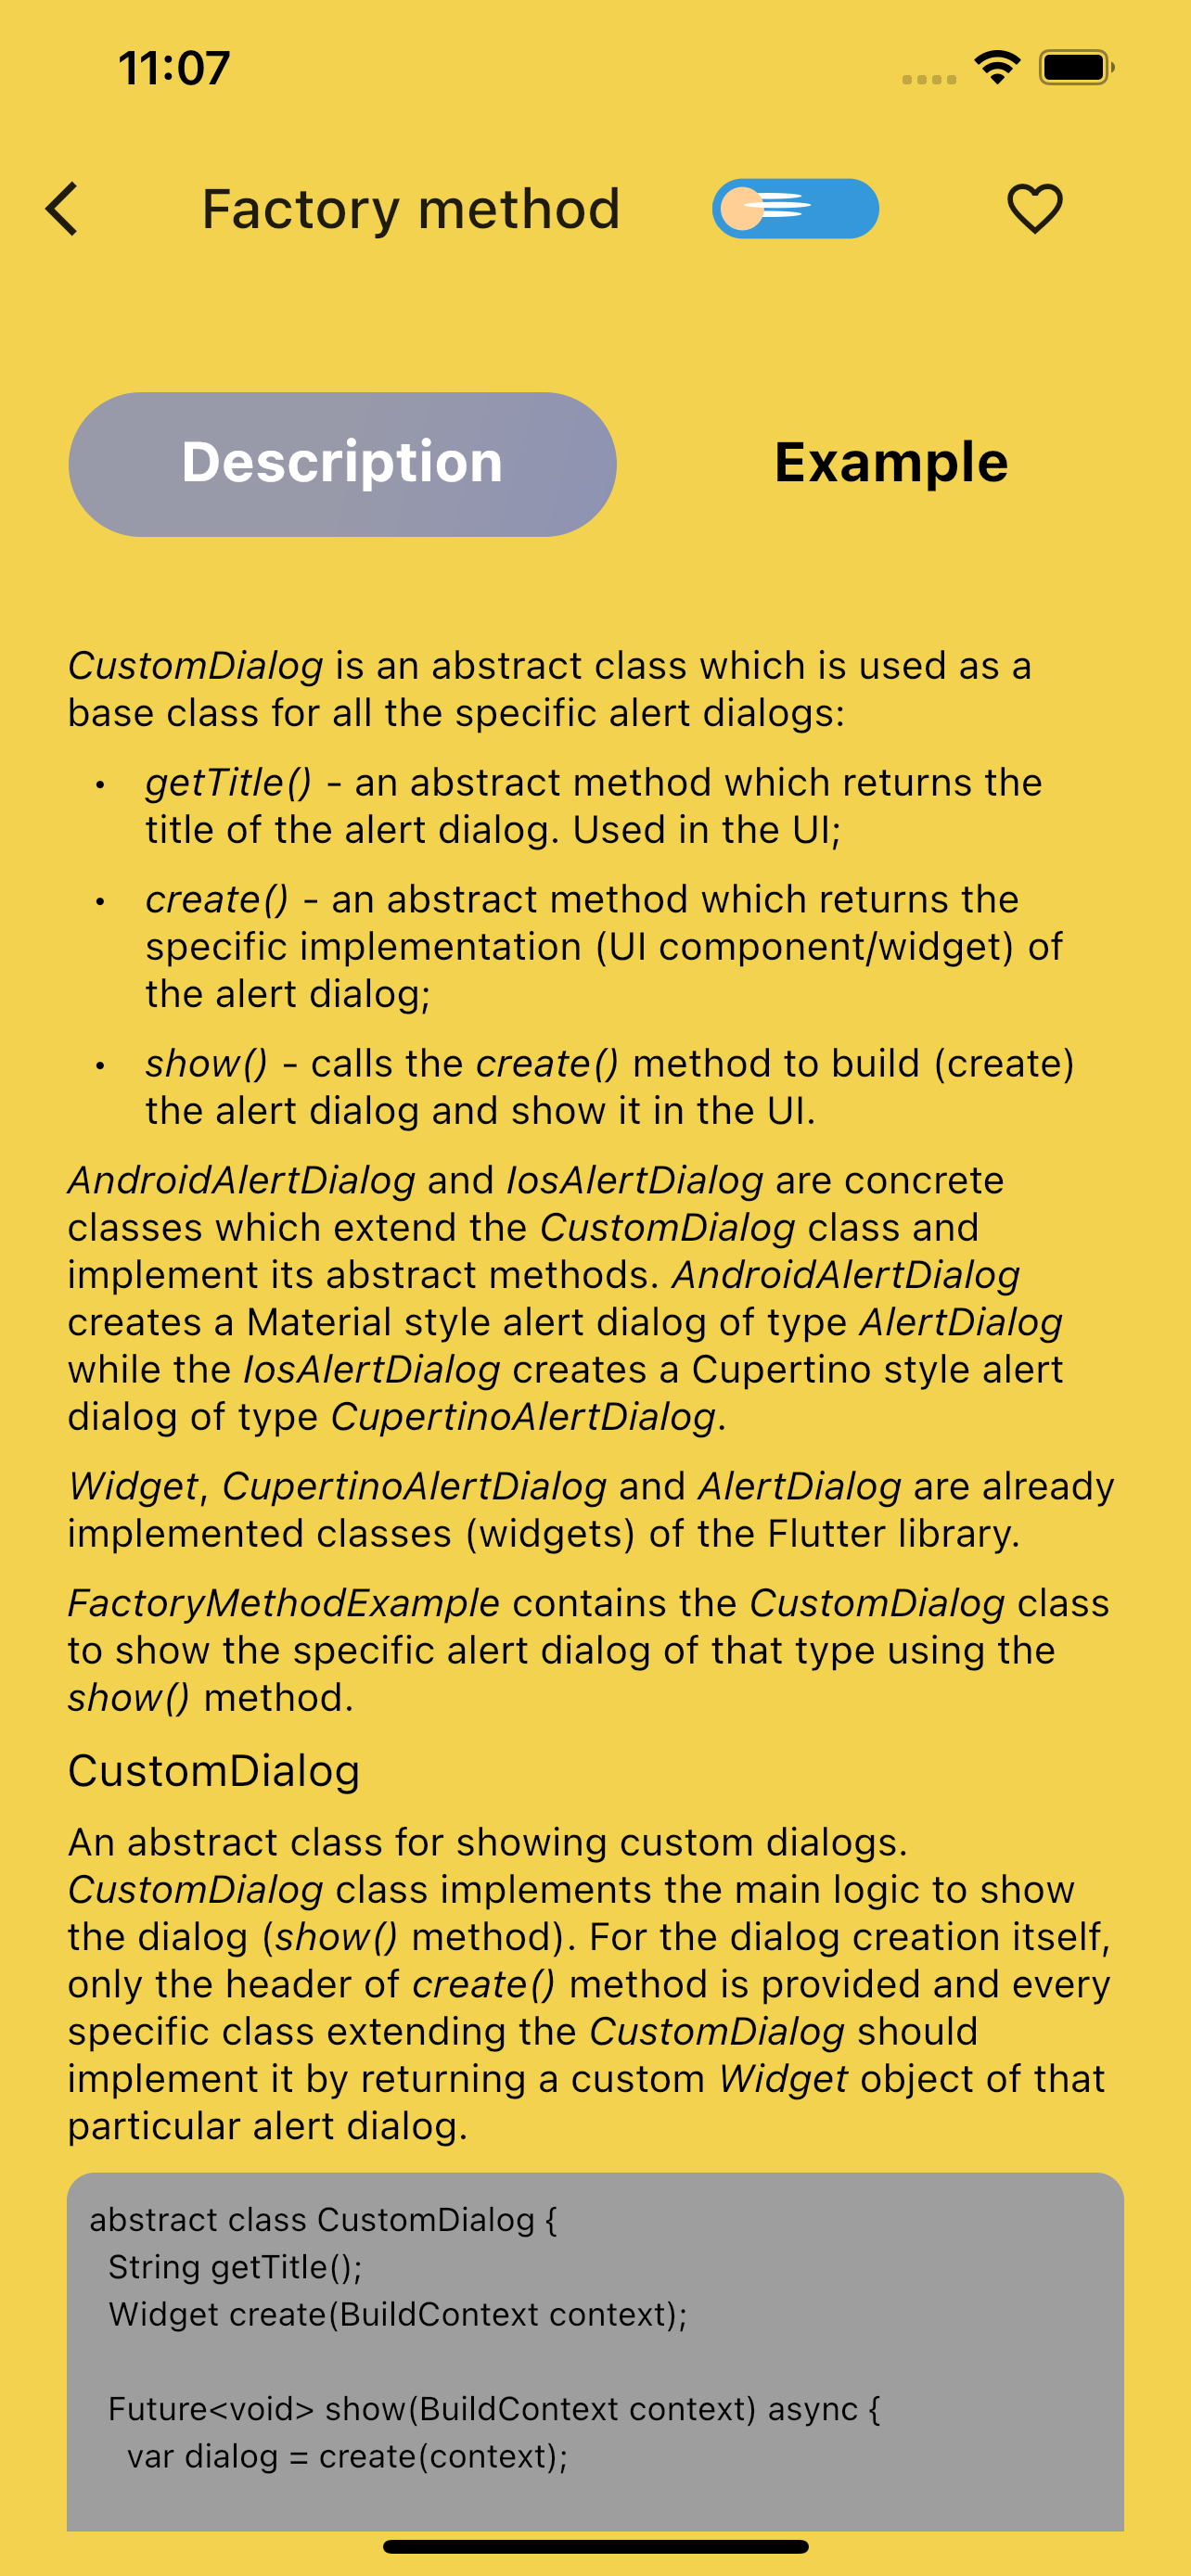 11:07
Factory method
Description
Example
CustomDialog is an abstract class which is used as a
base class for all the specific alert dialogs:
• getTitle() - an abstract method which returns the
title of the alert dialog. Used in the UI;
• create() - an abstract method which returns the
specific implementation (UI component/widget) of
the alert dialog;
• show() - calls the create() method to build (create)
the alert dialog and show it in the UI.
AndroidAlertDialog and IosAlertDialog are concrete
classes which extend the CustomDialog class and
implement its abstract methods. AndroidAlertDialog
creates a Material style alert dialog of type AlertDialog
while the IosAlertDialog creates a Cupertino style alert
dialog of type CupertinoAlertDialog.
Widget, CupertinoAlertDialog and AlertDialog are already
implemented classes (widgets) of the Flutter library.
FactoryMethodExample contains the CustomDialog class
to show the specific alert dialog of that type using the
show() method.
CustomDialog
An abstract class for showing custom dialogs.
CustomDialog class implements the main logic to show
the dialog (show() method). For the dialog creation itself,
only the header of create() method is provided and every
specific class extending the CustomDialog should
implement it by returning a custom Widget object of that
particular alert dialog.
abstract class CustomDialog {
String getTitle();
Widget create(BuildContext context);
Future<void> show(BuildContext context) async {
var dialog = create(context);